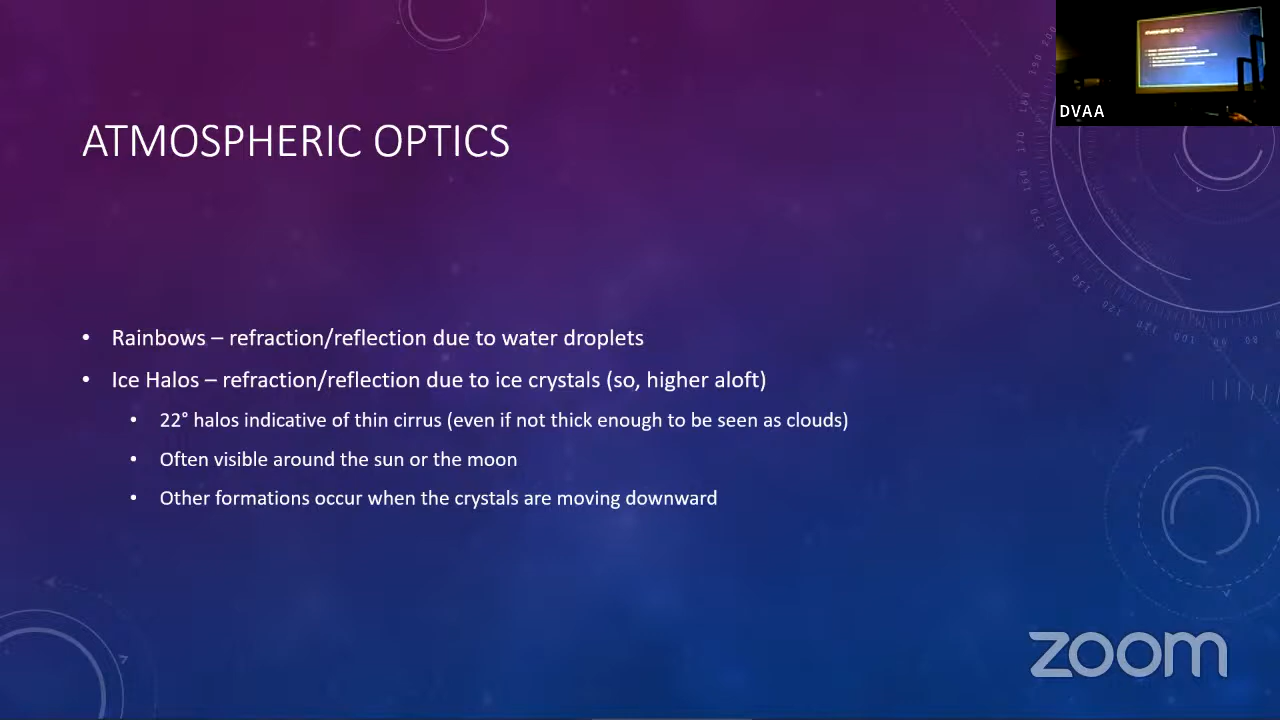 DVAA
ATMOSPHERIC OPTICS
• Rainbows – refraction/reflection due to water droplets
• Ice Halos – refraction/reflection due to ice crystals (so, higher aloft)
• 22° halos indicative of thin cirrus (even if not thick enough to be seen as clouds)
• Often visible around the sun or the moon
• Other formations occur when the crystals are moving downward
zoom